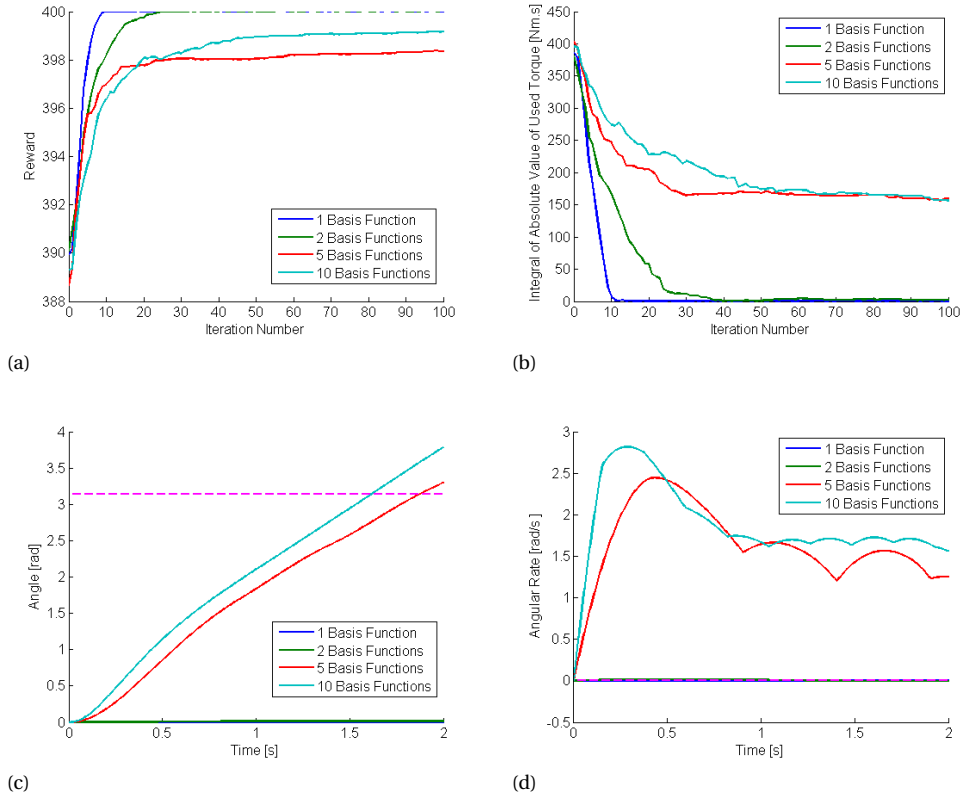 400
398
396
394
392
390
388
Reward
1 Basis Function
2 Basis Functions
5 Basis Functions
10 Basis Functions
0 10 20 30 40 50 60 70 80 90 100
Iteration Number
(a)
450
400
350
300
250
200
150
100
50
0
Integral of Absolute Value of Used Torque [Nm.s]
1 Basis Function
2 Basis Functions
5 Basis Functions
10 Basis Functions
0 10 20 30 40 50 60 70 80 90 100
Iteration Number
(b)
4
3.5
3
2.5
2
1.5
1
0.5
0
Angle [rad]
1 Basis Function
2 Basis Functions
5 Basis Functions
10 Basis Functions
0 0.5 1 1.5 2
Time [s]
(c)
3
2.5
2
1.5
1
0.5
0
-0.5
Angular Rate [rad/s ]
1 Basis Function
2 Basis Functions
5 Basis Functions
10 Basis Functions
0 0.5 1 1.5 2
Time [s]
(d)